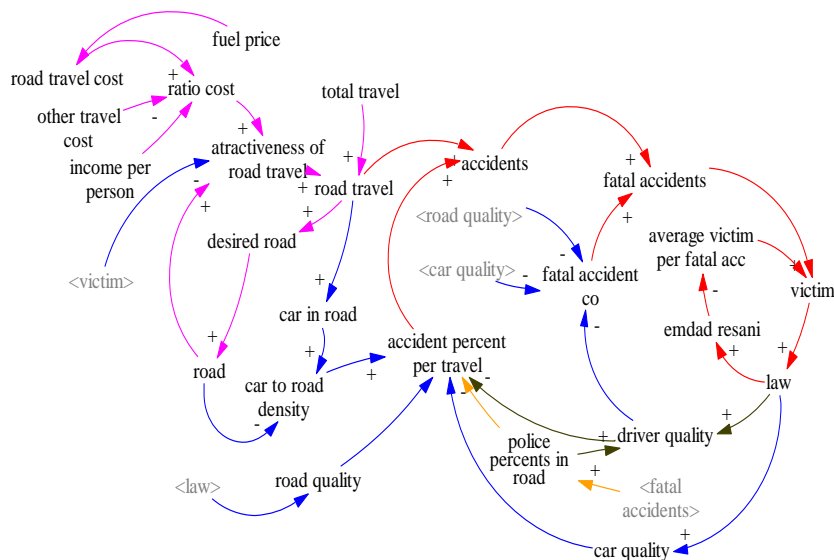 fuel price
road travel cost
+
ratio cost
total travel
other travel
cost
-
+
atractiveness of
road travel
income per
person
-
+
+
+
road travel
+
accidents
+
+
fatal accidents
+
<road quality>
average victim
per fatal acc
desired road
<victim>
-
<car quality>
-
fatal accident
co
+
victim
-
car in road
+
-
emdad resani
+
+
accident percent
per travel
+
+
road
car to road
density
+
-
law
-
-
+
driver quality
+
police
percents in
road
-
<law>
road quality
+
<fatal
accidents>
car quality
+